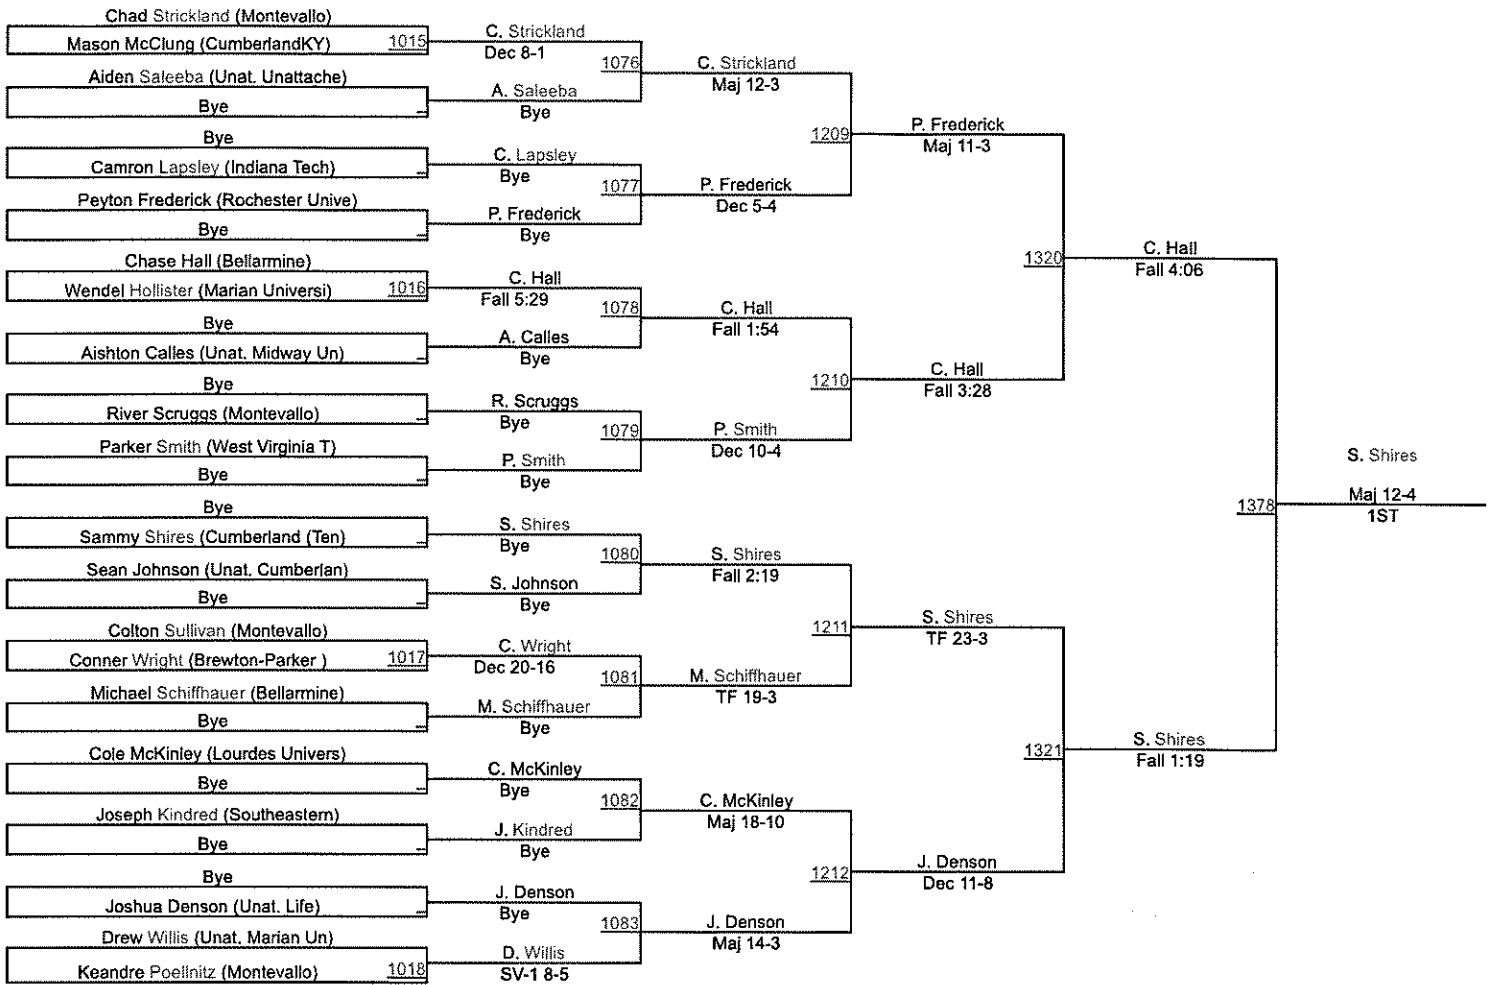 Chad Strickland (Montevallo)
Mason McClung (CumberlandKY) 1015
Aiden Saleeba (Unat. Unattache)
Bye
Bye
Camron Lapsley (Indiana Tech)
Peyton Frederick (Rochester Unive)
Bye
Chase Hall (Bellarmine)
Wendel Hollister (Marian Universi) 1016
Bye
Aishton Calles (Unat. Midway Un)
Bye
River Scruggs (Montevallo)
Parker Smith (West Virginia T)
Bye
Bye
Sammy Shires (Cumberland (Ten)
Sean Johnson (Unat. Cumberlan)
Bye
Colton Sullivan (Montevallo)
Conner Wright (Brewton-Parker ) 1017
Michael Schiffhauer (Bellarmine)
Bye
Cole McKinley (Lourdes Univers)
Bye
Joseph Kindred (Southeastern)
Bye
Bye
Joshua Denson (Unat. Life)
Drew Willis (Unat. Marian Un)
Keandre Poellnitz (Montevallo) 1018
C. Strickland
Dec 8-1
1076
A. Saleeba
Bye
C. Lapsley
Bye
1077
P. Frederick
Bye
C. Hall
Fall 5:29
1078
A. Calles
Bye
R. Scruggs
Bye
1079
P. Smith
Bye
S. Shires
Bye
1080
S. Johnson
Bye
C. Wright
Dec 20-16
1081
M. Schiffhauer
Bye
C. McKinley
Bye
1082
J. Kindred
Bye
J. Denson
Bye
1083
D. Willis
SV-1 8-5
C. Strickland
Maj 12-3
1209
P. Frederick
Dec 5-4
C. Hall
Fall 1:54
1210
P. Smith
Dec 10-4
S. Shires
Fall 2:19
1211
M. Schiffhauer
TF 19-3
C. McKinley
Maj 18-10
1212
J. Denson
Maj 14-3
P. Frederick
Maj 11-3
1320
C. Hall
Fall 3:28
S. Shires
TF 23-3
1321
J. Denson
Dec 11-8
C. Hall
Fall 4:06
1378
S. Shires
Fall 1:19
S. Shires
Maj 12-4
1ST